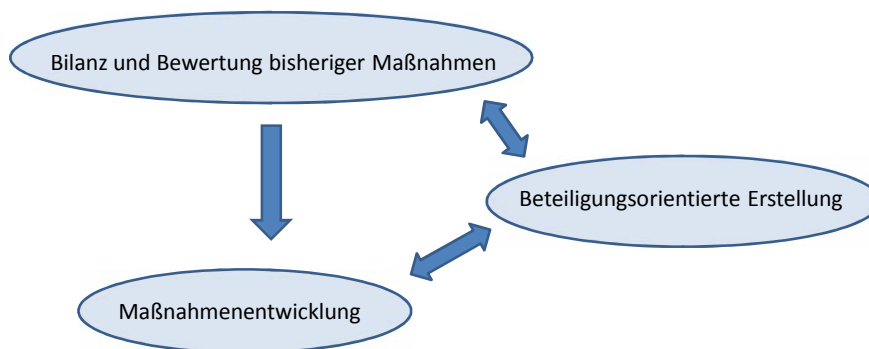 Bilanz und Bewertung bisheriger Maßnahmen
Beteiligungsorientierte Erstellung
Maßnahmenentwicklung